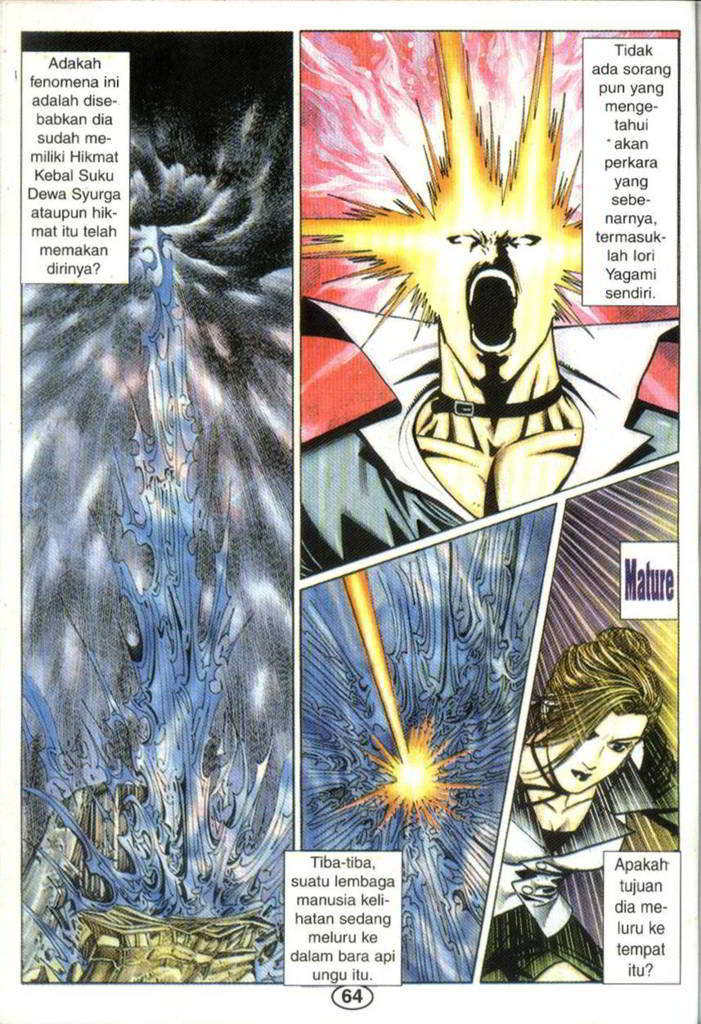 Adakah
fenomena ini
adalah dise-
babkan dia
sudah me-
miliki Hikmat
Kebal Suku
Dewa Syurga
ataupun hik-
mat itu telah
memakan
dirinya?
Tidak
ada sorang
pun yang
menge-
tahui
akan
perkara
yang
sebe-
narnya,
termasuk-
lah Iori
Yagami
sendiri.
Tiba-tiba,
suatu lembaga
manusia keli-
hatan sedang
meluru ke
dalam bara api
ungu itu.
Mature
Apakah
tujuan
dia me-
luru ke
tempat
itu?
64